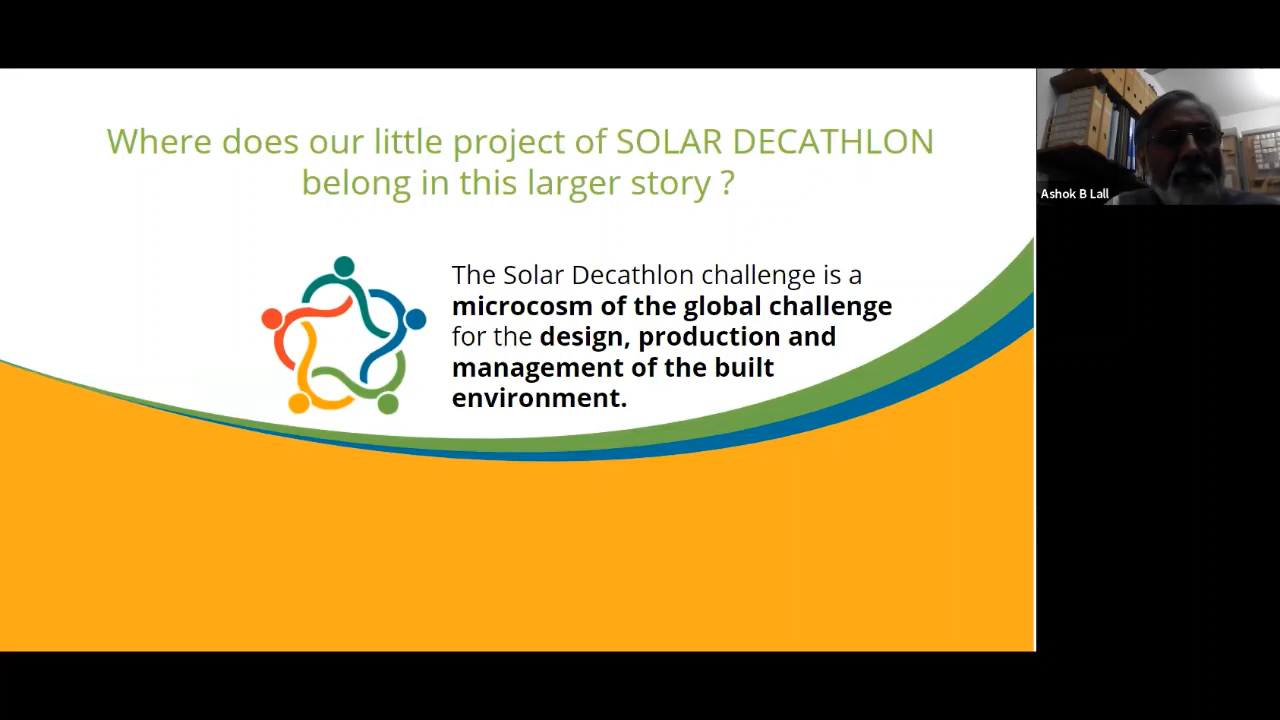 Where does our little project of SOLAR DECATHLON
belong in this larger story ?
The Solar Decathlon challenge is a
microcosm of the global challenge
for the design, production and
management of the built
environment.
Ashok B Lall